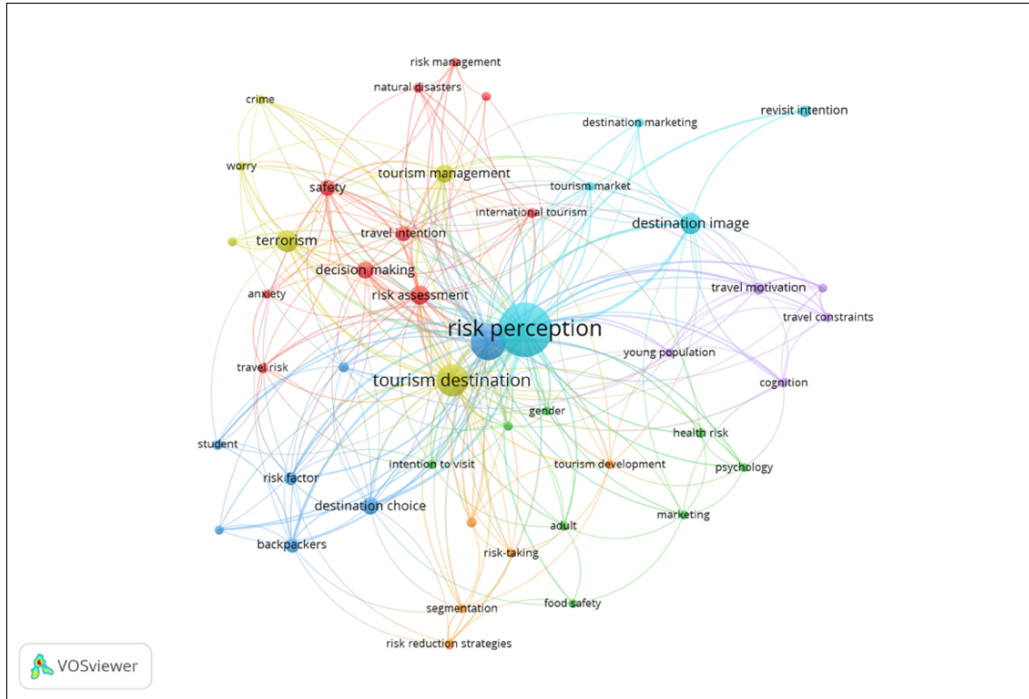 risk management
natural disasters
crime
revisit intention
destination marketing
worry
tourism management
safety
tourism market
international tourism
destination image
travel intention
terrorism
decision making
travel motivation
anxiety
risk assessment
travel constraints
risk perception
young population
travel risk
tourism destination
cognition
gender
health risk
student
intention to visit
tourism development
psychology
risk factor
destination choice
marketing
adult
backpackers
risk-taking
food safety
segmentation
risk reduction strategies
VOSviewer